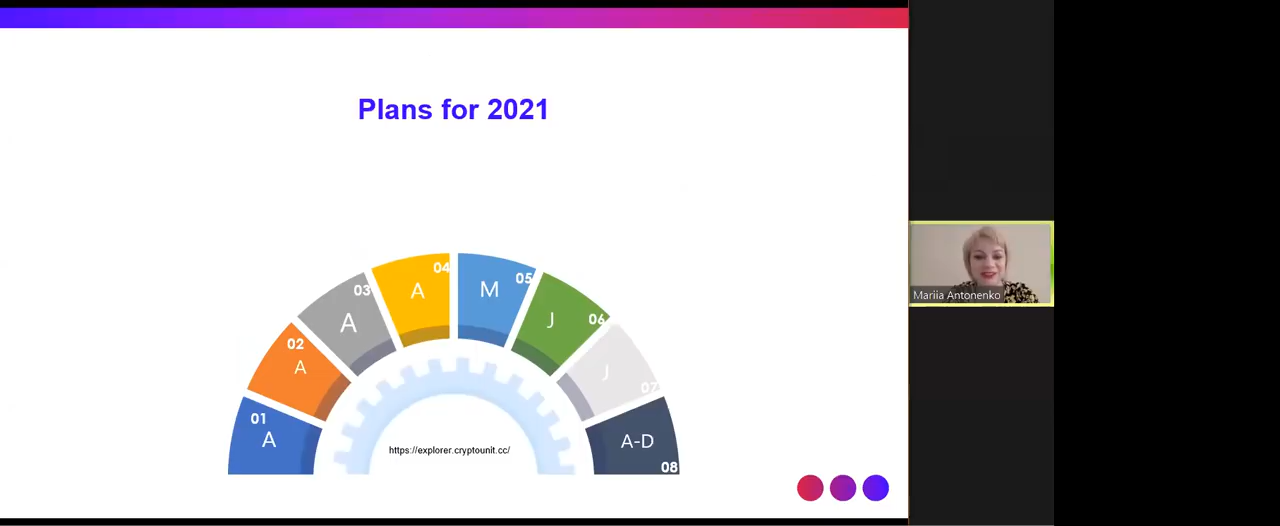 Plans for 2021
01
A
02
A
03
A
04
A
05
M
06
J
07
J
08
A-D
https://explorer.cryptounit.cc/
Mariia Antonenko